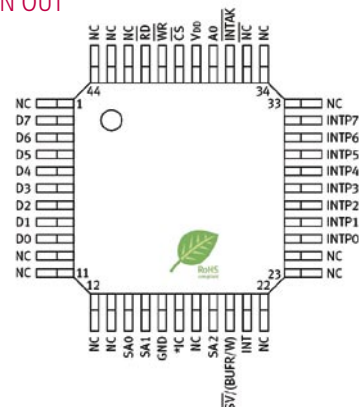 N OUT
NC
NC
NC
RD
WR
CS
VDD
A0
INTAK
NC
NC
44
34
NC
1
33
NC
D7
INTP7
D6
INTP6
D5
INTP5
D4
INTP4
D3
INTP3
D2
INTP2
D1
INTP1
D0
INTP0
NC
NC
NC
11
RoHS
compliant
23
NC
12
22
NC
NC
SA0
SA1
GND
*IC
NC
SA2
SV/(BUFR/W)
INT
NC